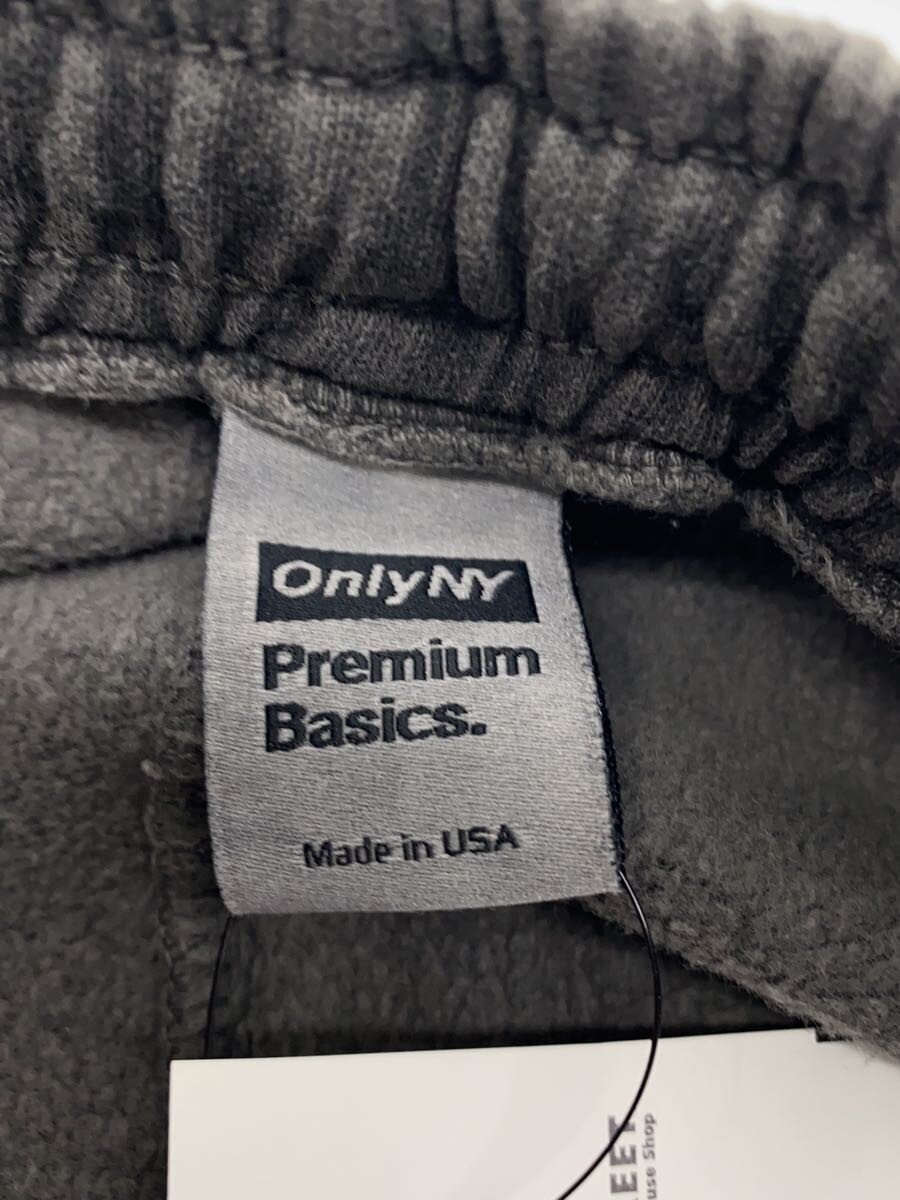 OnlyNY
Premium
Basics.
Made in USA